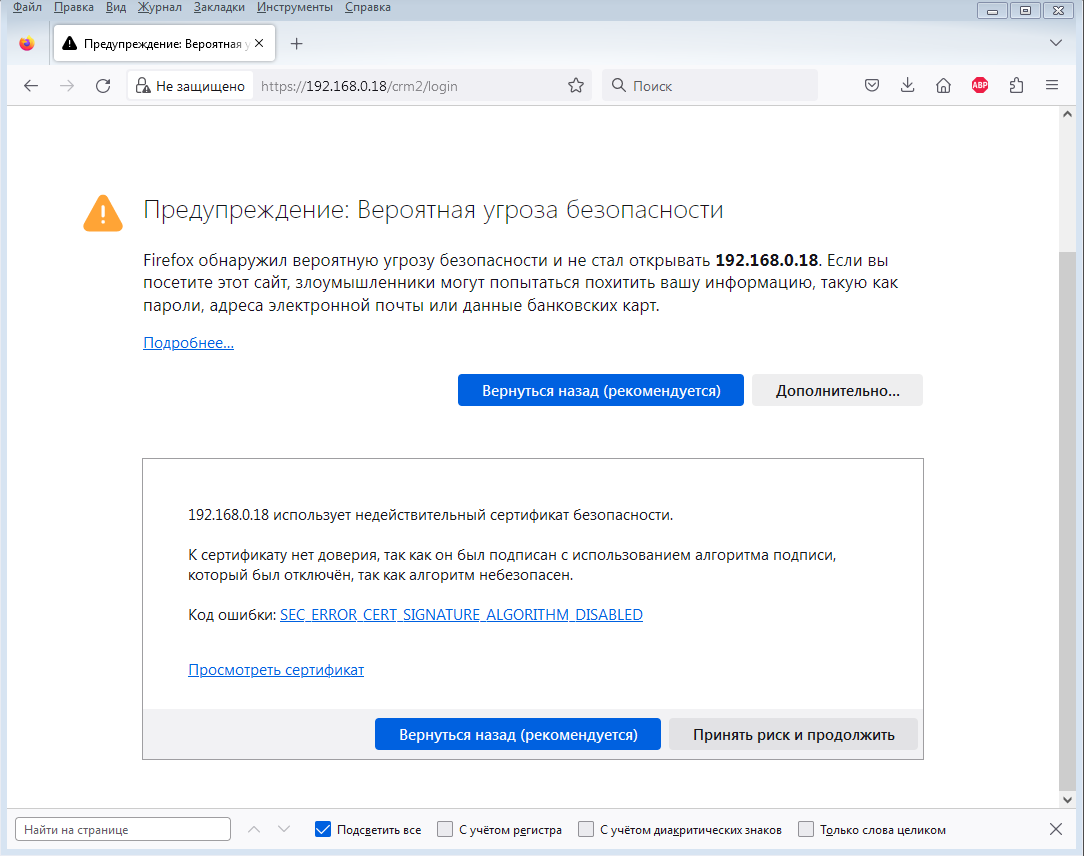 Файл Правка Вид Журнал Закладки Инструменты Справка
Предупреждение: Вероятная
Не защищено https://192.168.0.18/crm2/login Поиск ABP
Предупреждение: Вероятная угроза безопасности
Firefox обнаружил вероятную угрозу безопасности и не стал открывать 192.168.0.18. Если вы
посетите этот сайт, злоумышленники могут попытаться похитить вашу информацию, такую как
пароли, адреса электронной почты или данные банковских карт.
Подробнее...
Вернуться назад (рекомендуется) Дополнительно...
192.168.0.18 использует недействительный сертификат безопасности.
К сертификату нет доверия, так как он был подписан с использованием алгоритма подписи,
который был отключён, так как алгоритм небезопасен.
Код ошибки: SEC_ERROR_CERT_SIGNATURE_ALGORITHM_DISABLED
Просмотреть сертификат
Вернуться назад (рекомендуется) Принять риск и продолжить
Найти на странице Подсветить все С учётом регистра С учётом диакритических знаков Только слова целиком